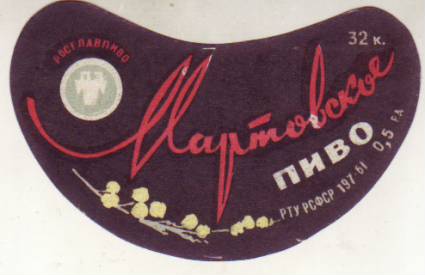 РОСГЛАВПИВО
32 к.
Мартовское
ПИВО
0,5 л
РТУ РСФСР 197-61